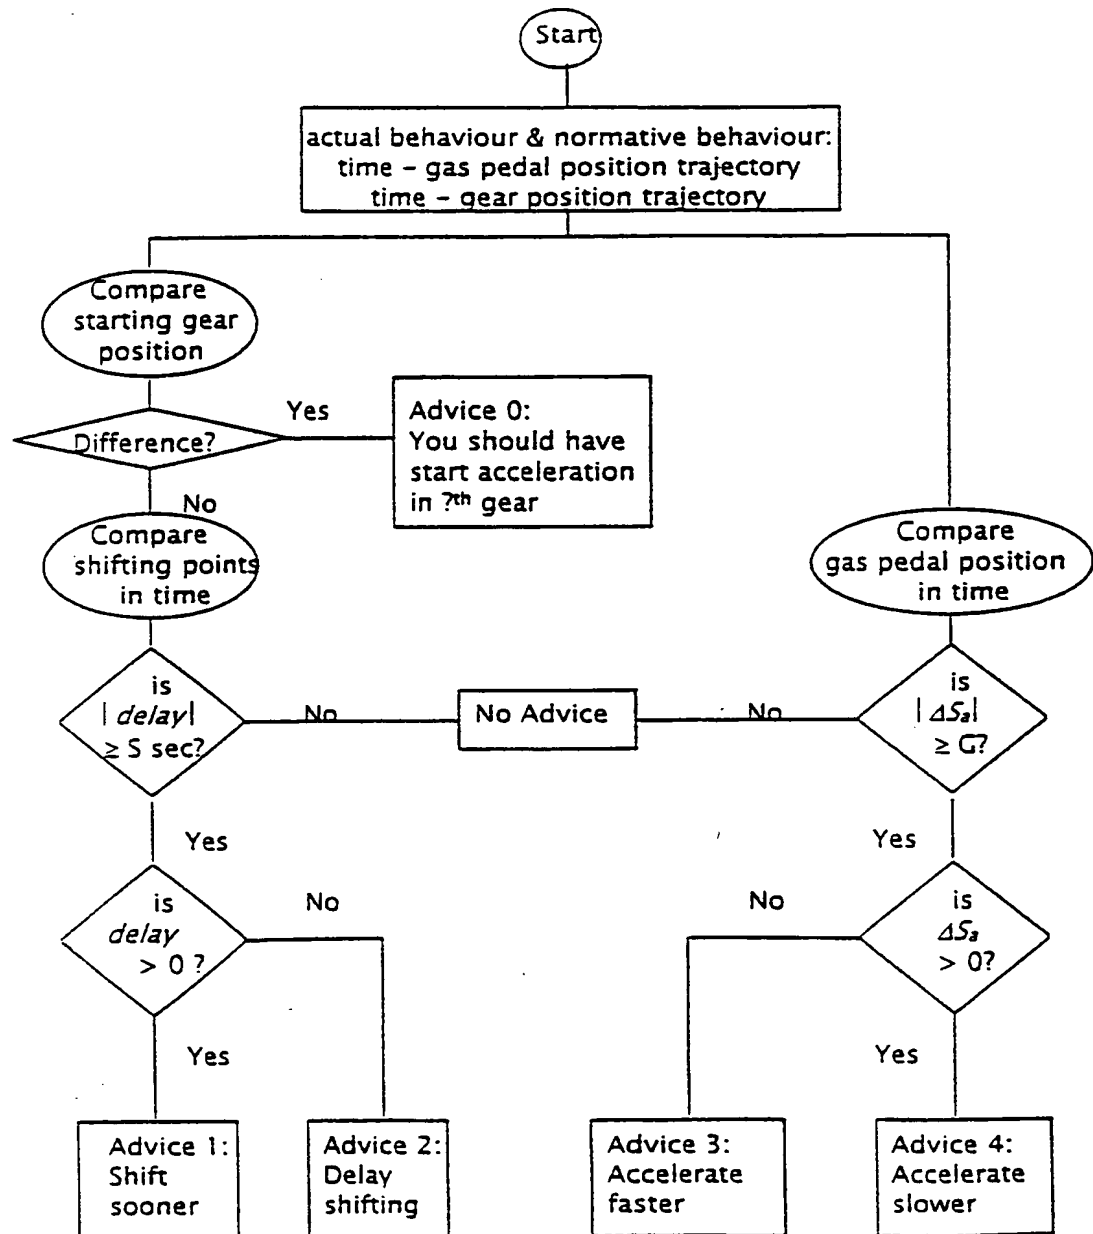 Start
actual behaviour & normative behaviour:
time – gas pedal position trajectory
time – gear position trajectory
Compare
starting gear
position
Difference?
Yes
Advice 0:
You should have
start acceleration
in ?th gear
No
Compare
shifting points
in time
Compare
gas pedal position
in time
is
|delay|
≥ S sec?
No
No Advice
No
is
|ΔSa|
≥ G?
Yes
Yes
is
delay
> 0 ?
No
No
is
ΔSa
> 0?
Yes
Yes
Advice 1:
Shift
sooner
Advice 2:
Delay
shifting
Advice 3:
Accelerate
faster
Advice 4:
Accelerate
slower